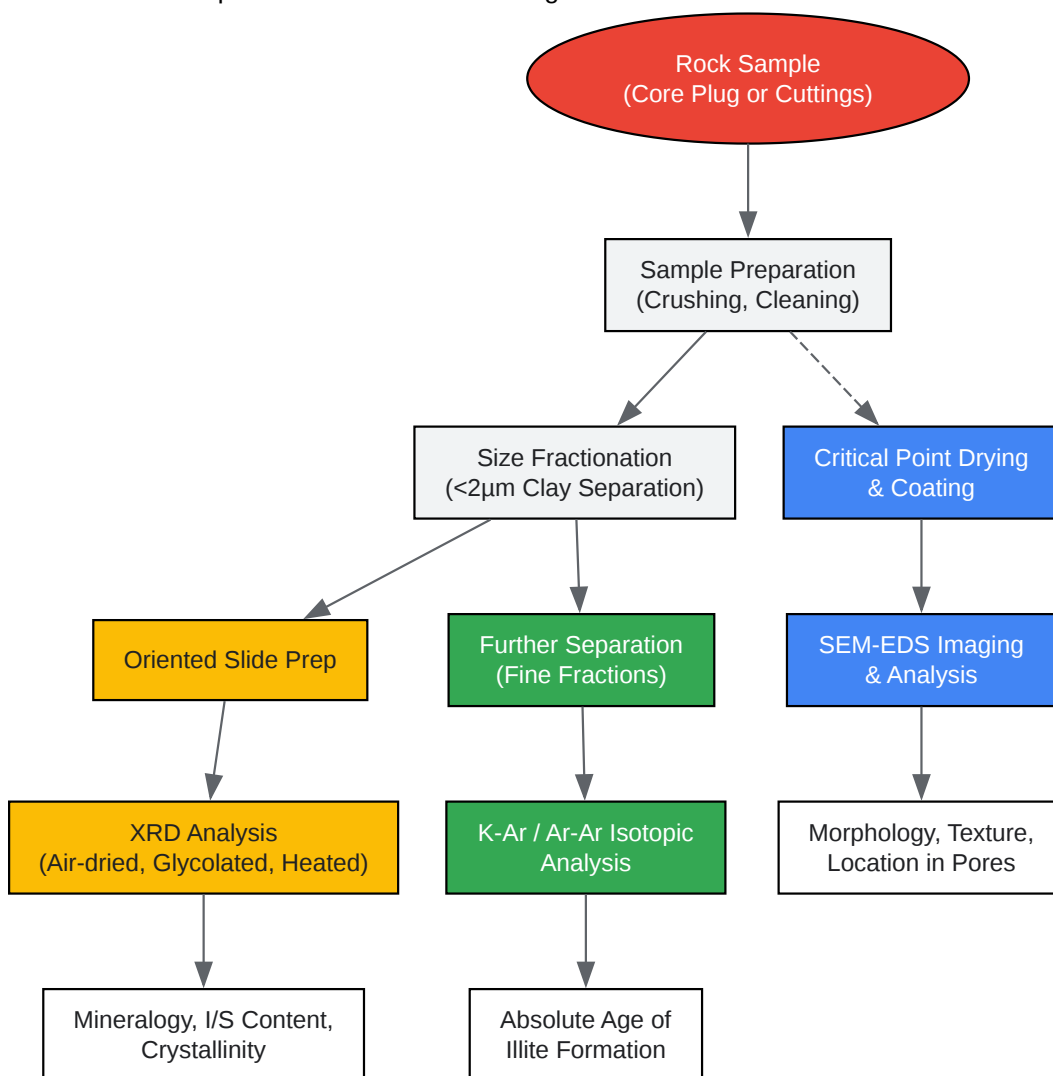 Rock Sample
(Core Plug or Cuttings)
Sample Preparation
(Crushing, Cleaning)
Size Fractionation
(<2µm Clay Separation)
Critical Point Drying
& Coating
Oriented Slide Prep
Further Separation
(Fine Fractions)
SEM-EDS Imaging
& Analysis
XRD Analysis
(Air-dried, Glycolated, Heated)
K-Ar / Ar-Ar Isotopic
Analysis
Morphology, Texture,
Location in Pores
Mineralogy, I/S Content,
Crystallinity
Absolute Age of
Illite Formation